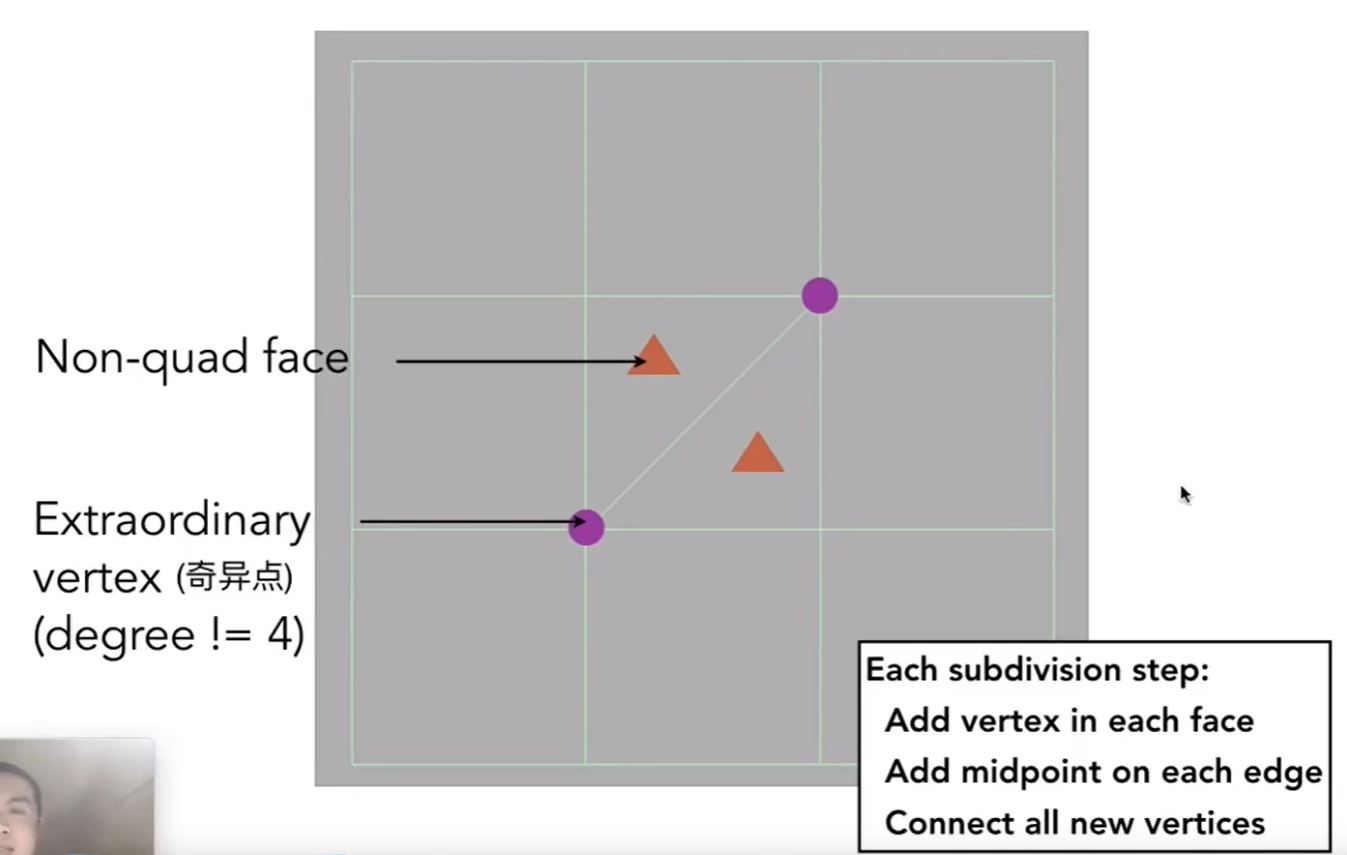 Non-quad face
Extraordinary
vertex (奇异点)
(degree != 4)
Each subdivision step:
Add vertex in each face
Add midpoint on each edge
Connect all new vertices